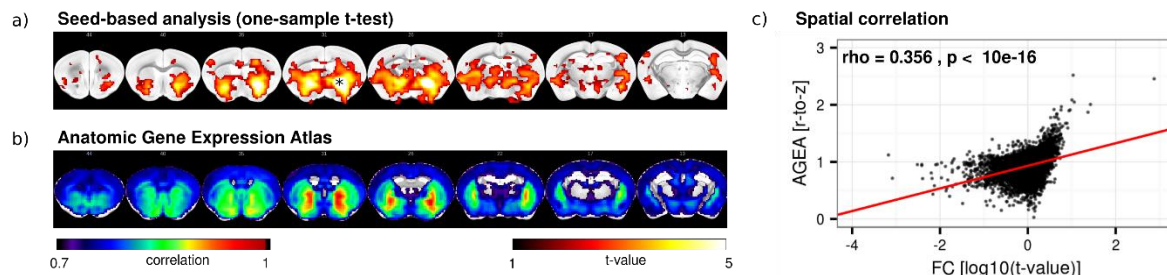 a) Seed-based analysis (one-sample t-test)
*
b) Anatomic Gene Expression Atlas
0.7 correlation 1
1 t-value 5
c) Spatial correlation
rho = 0.356 , p < 10e-16
AGEA [r-to-z]
3
2
1
0
-4 -2 0 2
FC [log10(t-value)]